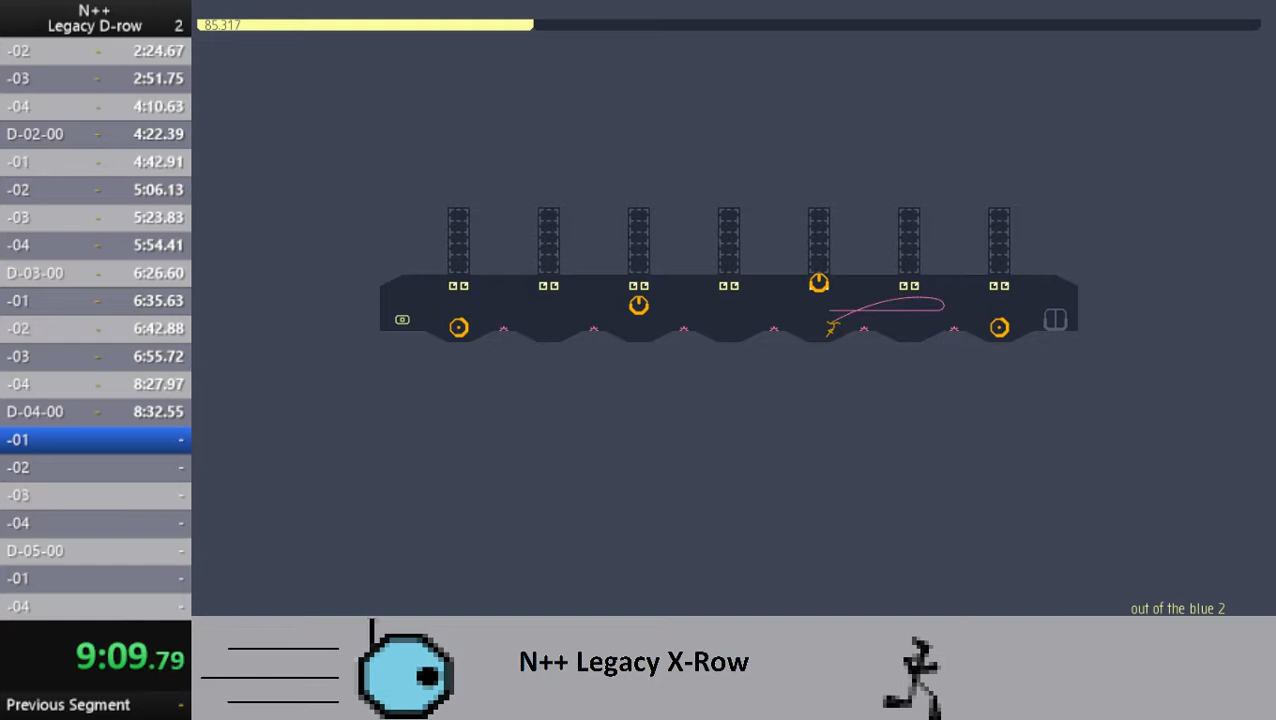 N++
Legacy D-row 2
-02 - 2:24.67
-03 - 2:51.75
-04 - 4:10.63
D-02-00 - 4:22.39
-01 - 4:42.91
-02 - 5:06.13
-03 - 5:23.83
-04 - 5:54.41
D-03-00 - 6:26.60
-01 - 6:35.63
-02 - 6:42.88
-03 - 6:55.72
-04 - 8:27.97
D-04-00 - 8:32.55
-01 -
-02 -
-03 -
-04 -
D-05-00 -
-01 -
-04 -
9:09.79
Previous Segment -
85.317
out of the blue 2
N++ Legacy X-Row